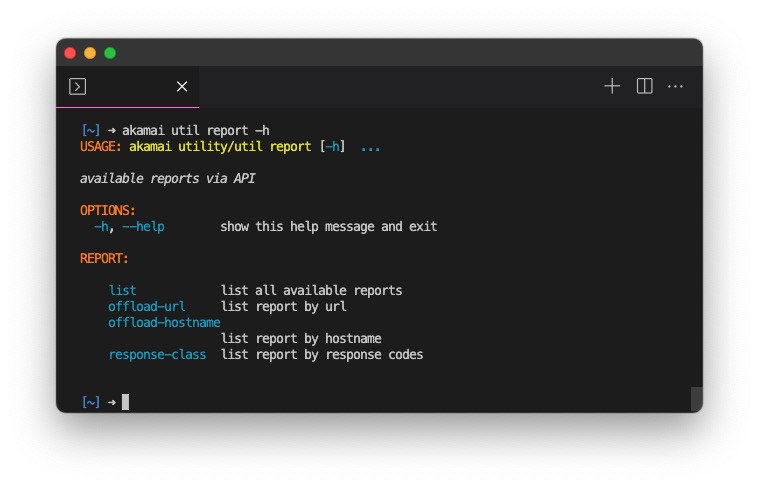 [~] ➜ akamai util report -h
USAGE: akamai utility/util report [-h]  ...
available reports via API
OPTIONS:
-h, --help        show this help message and exit
REPORT:
list            list all available reports
offload-url     list report by url
offload-hostname
list report by hostname
response-class  list report by response codes
[~] ➜